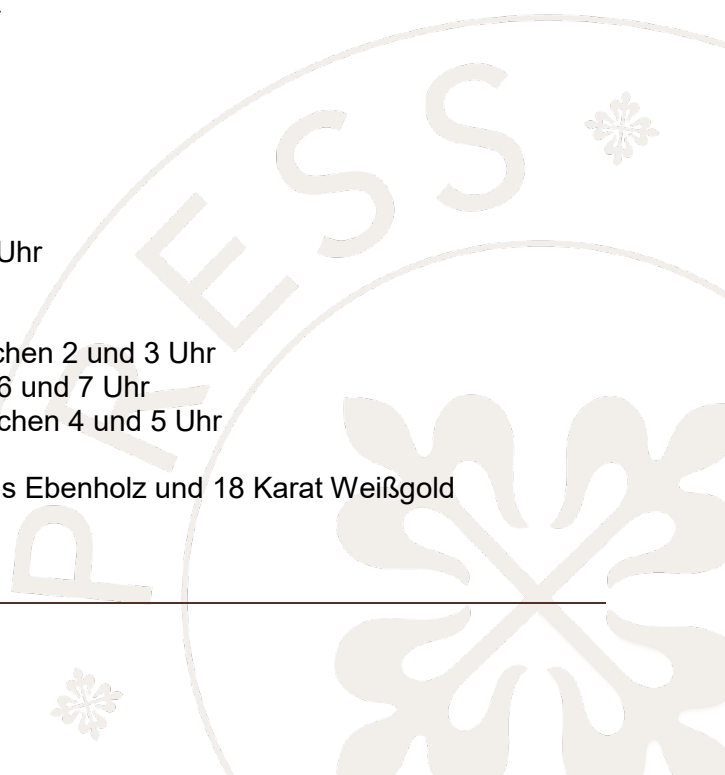 PRESS
Uhr
chen 2 und 3 Uhr
6 und 7 Uhr
chen 4 und 5 Uhr
s Ebenholz und 18 Karat Weißgold